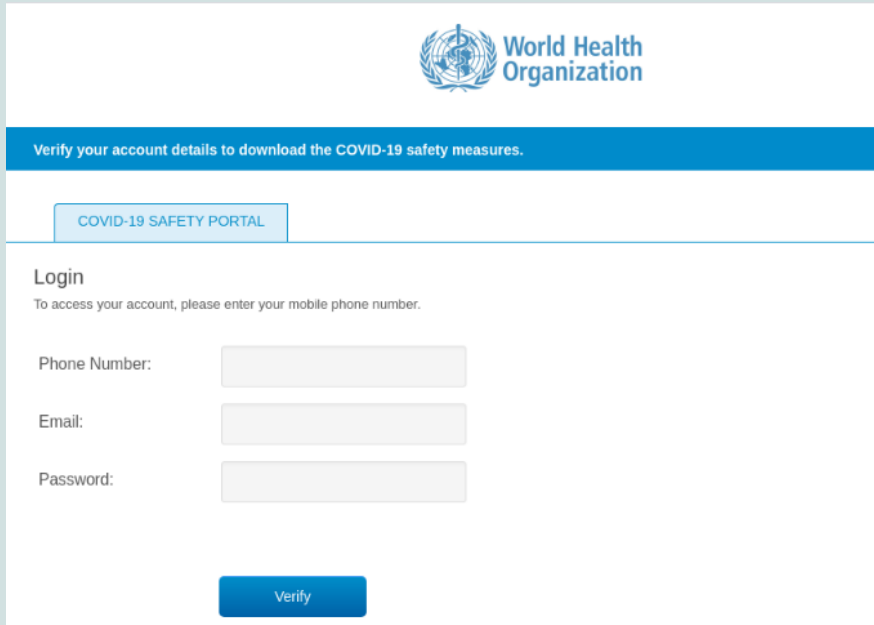 World Health
Organization
Verify your account details to download the COVID-19 safety measures.
COVID-19 SAFETY PORTAL
Login
To access your account, please enter your mobile phone number.
Phone Number:
Email:
Password:
Verify